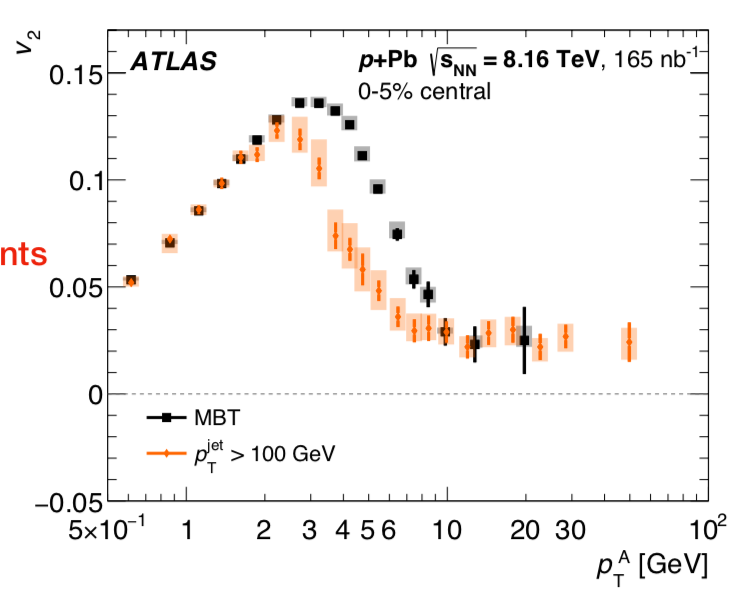 ATLAS
p+Pb √sNN = 8.16 TeV, 165 nb⁻¹
0-5% central
v₂
0.15
0.1
nts
0.05
0
−0.05
MBT
pTjet > 100 GeV
5×10⁻¹ 1 2 3 4 5 6 10 20 30 10²
pTA [GeV]